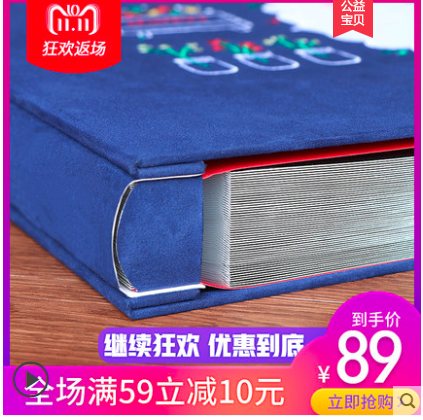 11.11
公益
宝贝
狂欢返场
继续狂欢 优惠到底
到手价
¥89
全场满59立减10元
立即抢购